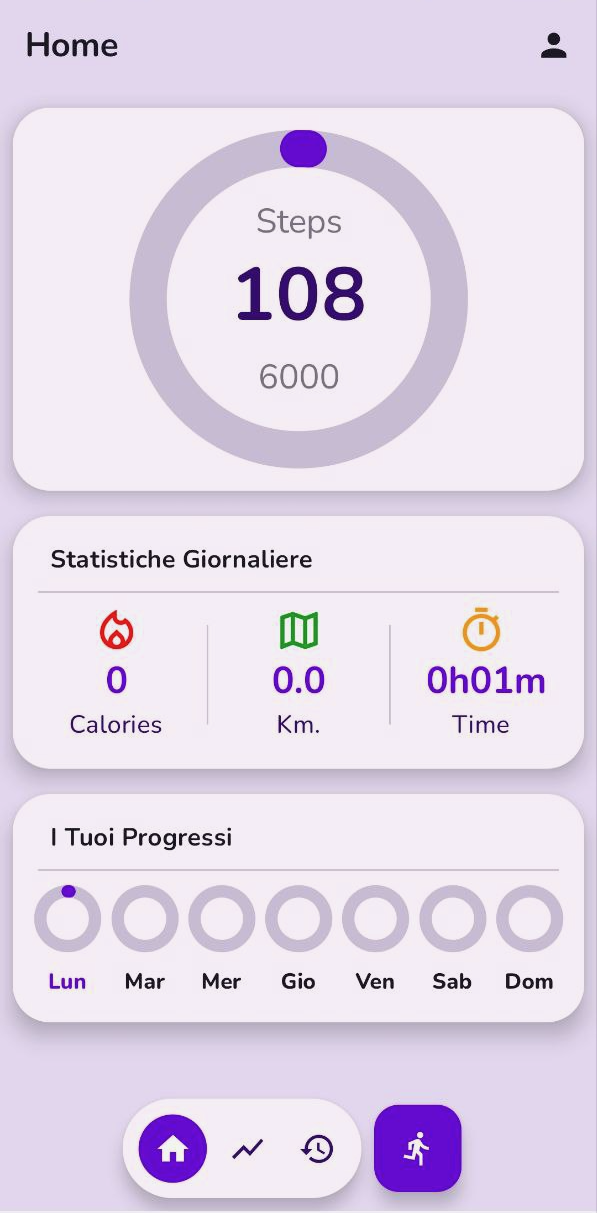 Home
Steps
108
6000
Statistiche Giornaliere
0 0.0 0h01m
Calories Km. Time
I Tuoi Progressi
Lun Mar Mer Gio Ven Sab Dom